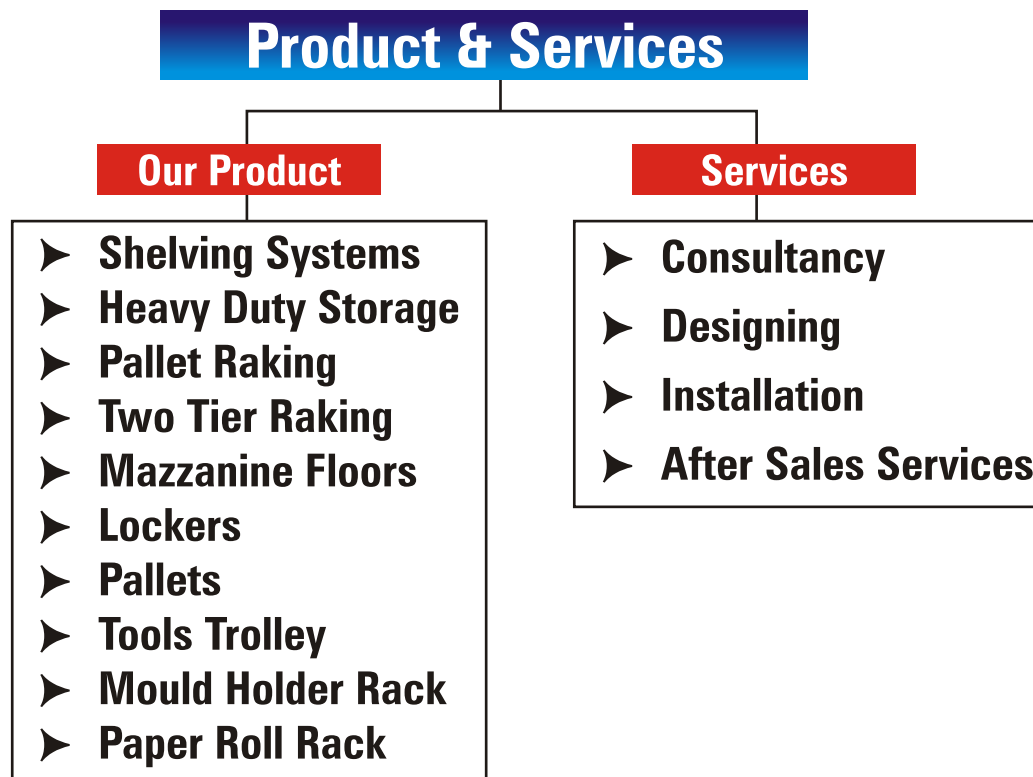 Product & Services
Our Product
Shelving Systems
Heavy Duty Storage
Pallet Raking
Two Tier Raking
Mazzanine Floors
Lockers
Pallets
Tools Trolley
Mould Holder Rack
Paper Roll Rack
Services
Consultancy
Designing
Installation
After Sales Services